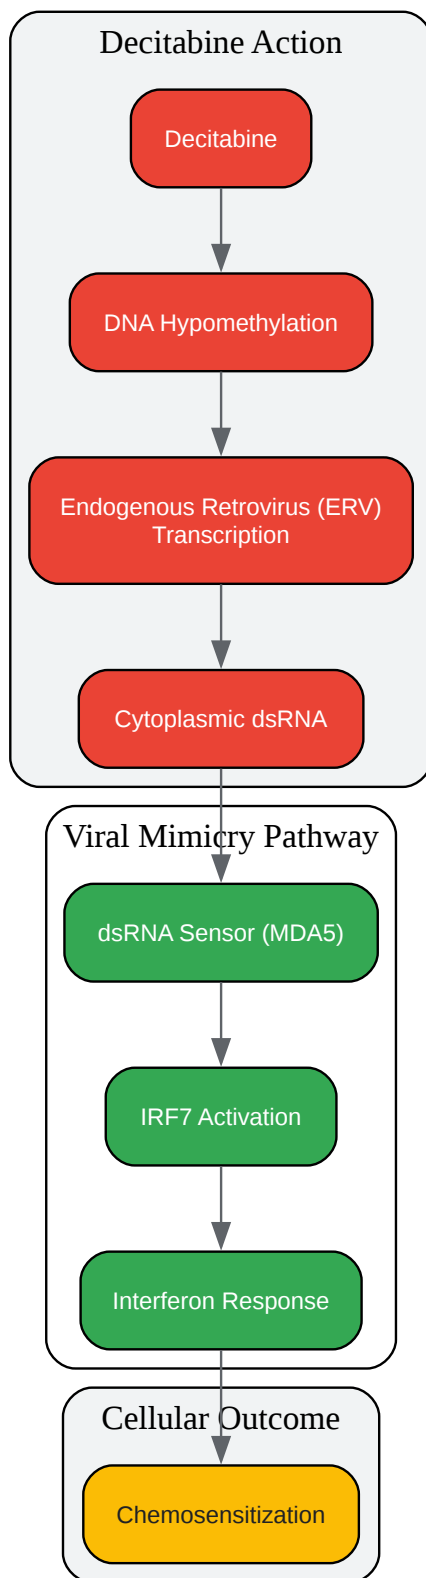 Decitabine Action
Decitabine
DNA Hypomethylation
Endogenous Retrovirus (ERV)
Transcription
Cytoplasmic dsRNA
Viral Mimicry Pathway
dsRNA Sensor (MDA5)
IRF7 Activation
Interferon Response
Cellular Outcome
Chemosensitization